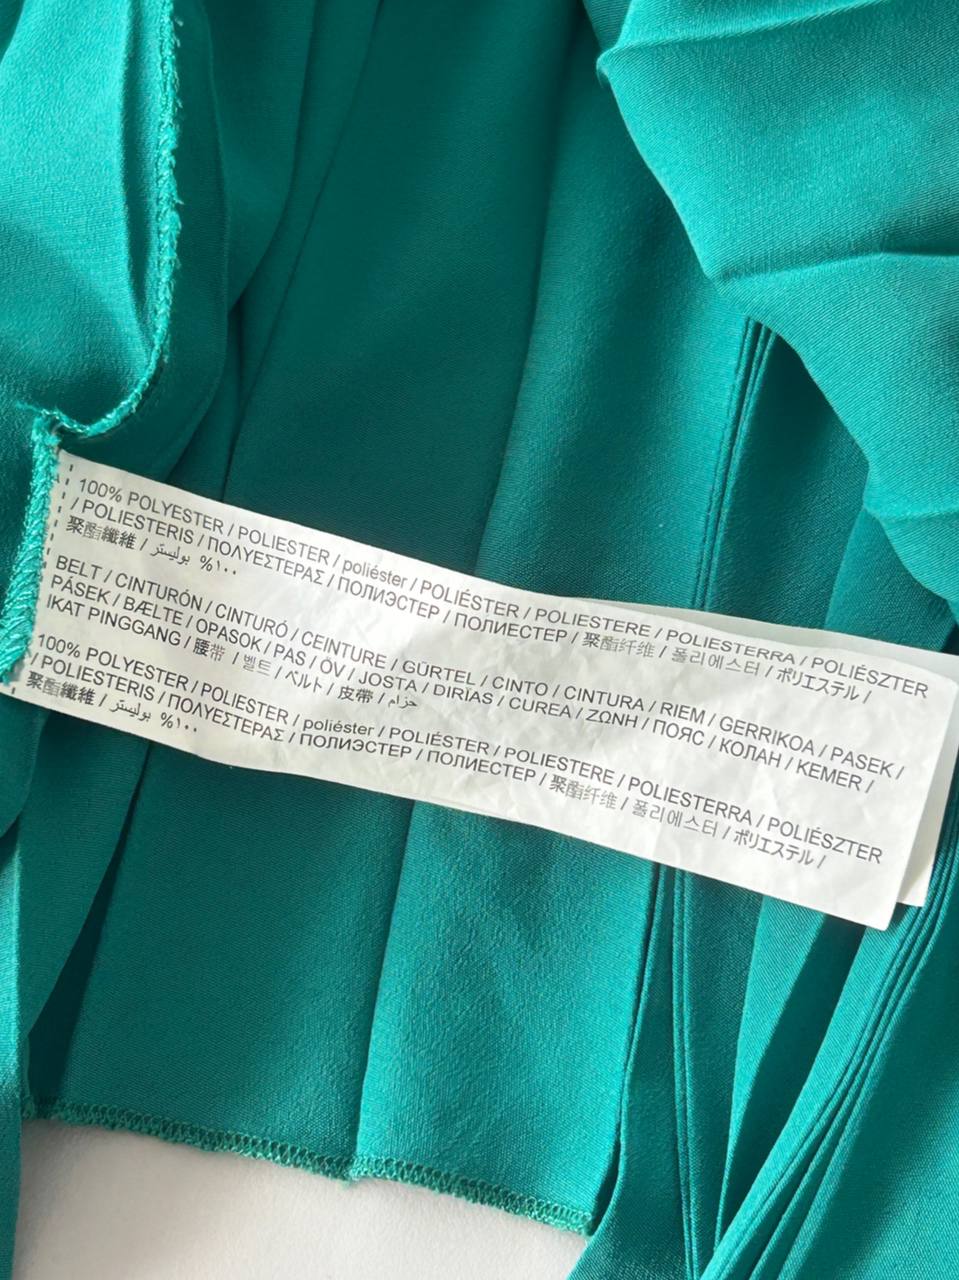 100% POLYESTER / POLIESTER / poliéster / POLIÉSTER / POLIESTERE / POLIESTERRA / POLIÉSZTER
/ POLIESTERIS / ΠΟΛΥΕΣΤΕΡΑΣ / ПОЛИЭСТЕР / ПОЛИЕСТЕР / 聚酯纤维 / 폴리에스터 / ポリエステル /
聚酯纖維 / بوليستر %١٠٠
BELT / CINTURÓN / CINTURÓ / CEINTURE / GÜRTEL / CINTO / CINTURA / RIEM / GERRIKOA / PASEK /
PÁSEK / BÆLTE / OPASOK / PAS / ÖV / JOSTA / DIRŽAS / CUREA / ΖΩΝΗ / ПОЯС / КОЛАН / KEMER /
IKAT PINGGANG / 腰带 / 벨트 / ベルト / 皮帶 / حزام
100% POLYESTER / POLIESTER / poliéster / POLIÉSTER / POLIESTERE / POLIESTERRA / POLIÉSZTER
/ POLIESTERIS / ΠΟΛΥΕΣΤΕΡΑΣ / ПОЛИЭСТЕР / ПОЛИЕСТЕР / 聚酯纤维 / 폴리에스터 / ポリエステル /
聚酯纖維 / بوليستر %١٠٠